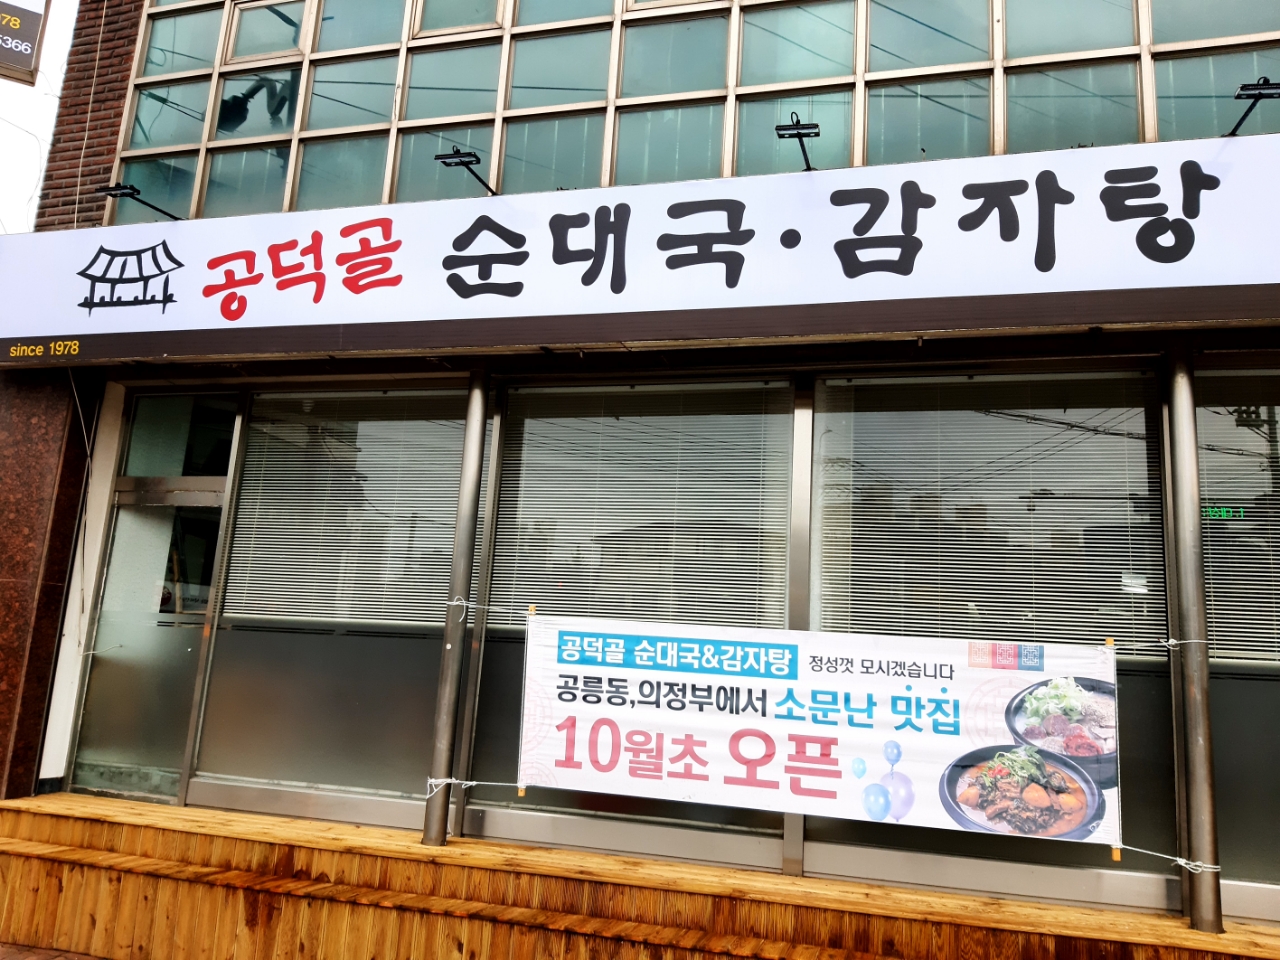 978
5366
공덕골 순대국·감자탕
since 1978
공덕골 순대국&감자탕 정성껏 모시겠습니다
공릉동,의정부에서 소문난 맛집
10월초 오픈